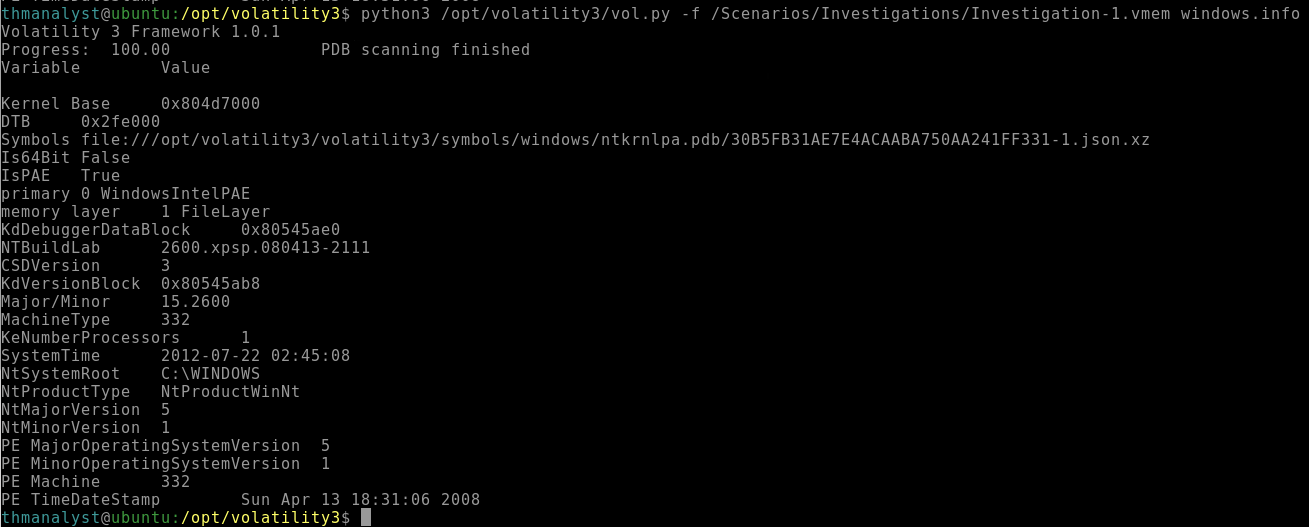 thmanalyst@ubuntu:/opt/volatility3$ python3 /opt/volatility3/vol.py -f /Scenarios/Investigations/Investigation-1.vmem windows.info
Volatility 3 Framework 1.0.1
Progress:  100.00               PDB scanning finished
Variable        Value

Kernel Base     0x804d7000
DTB     0x2fe000
Symbols file:///opt/volatility3/volatility3/symbols/windows/ntkrnlpa.pdb/30B5FB31AE7E4ACAABA750AA241FF331-1.json.xz
Is64Bit False
IsPAE   True
primary 0 WindowsIntelPAE
memory layer    1 FileLayer
KdDebuggerDataBlock     0x80545ae0
NTBuildLab      2600.xpsp.080413-2111
CSDVersion      3
KdVersionBlock  0x80545ab8
Major/Minor     15.2600
MachineType     332
KeNumberProcessors      1
SystemTime      2012-07-22 02:45:08
NtSystemRoot    C:\WINDOWS
NtProductType   NtProductWinNt
NtMajorVersion  5
NtMinorVersion  1
PE MajorOperatingSystemVersion  5
PE MinorOperatingSystemVersion  1
PE Machine      332
PE TimeDateStamp        Sun Apr 13 18:31:06 2008
thmanalyst@ubuntu:/opt/volatility3$